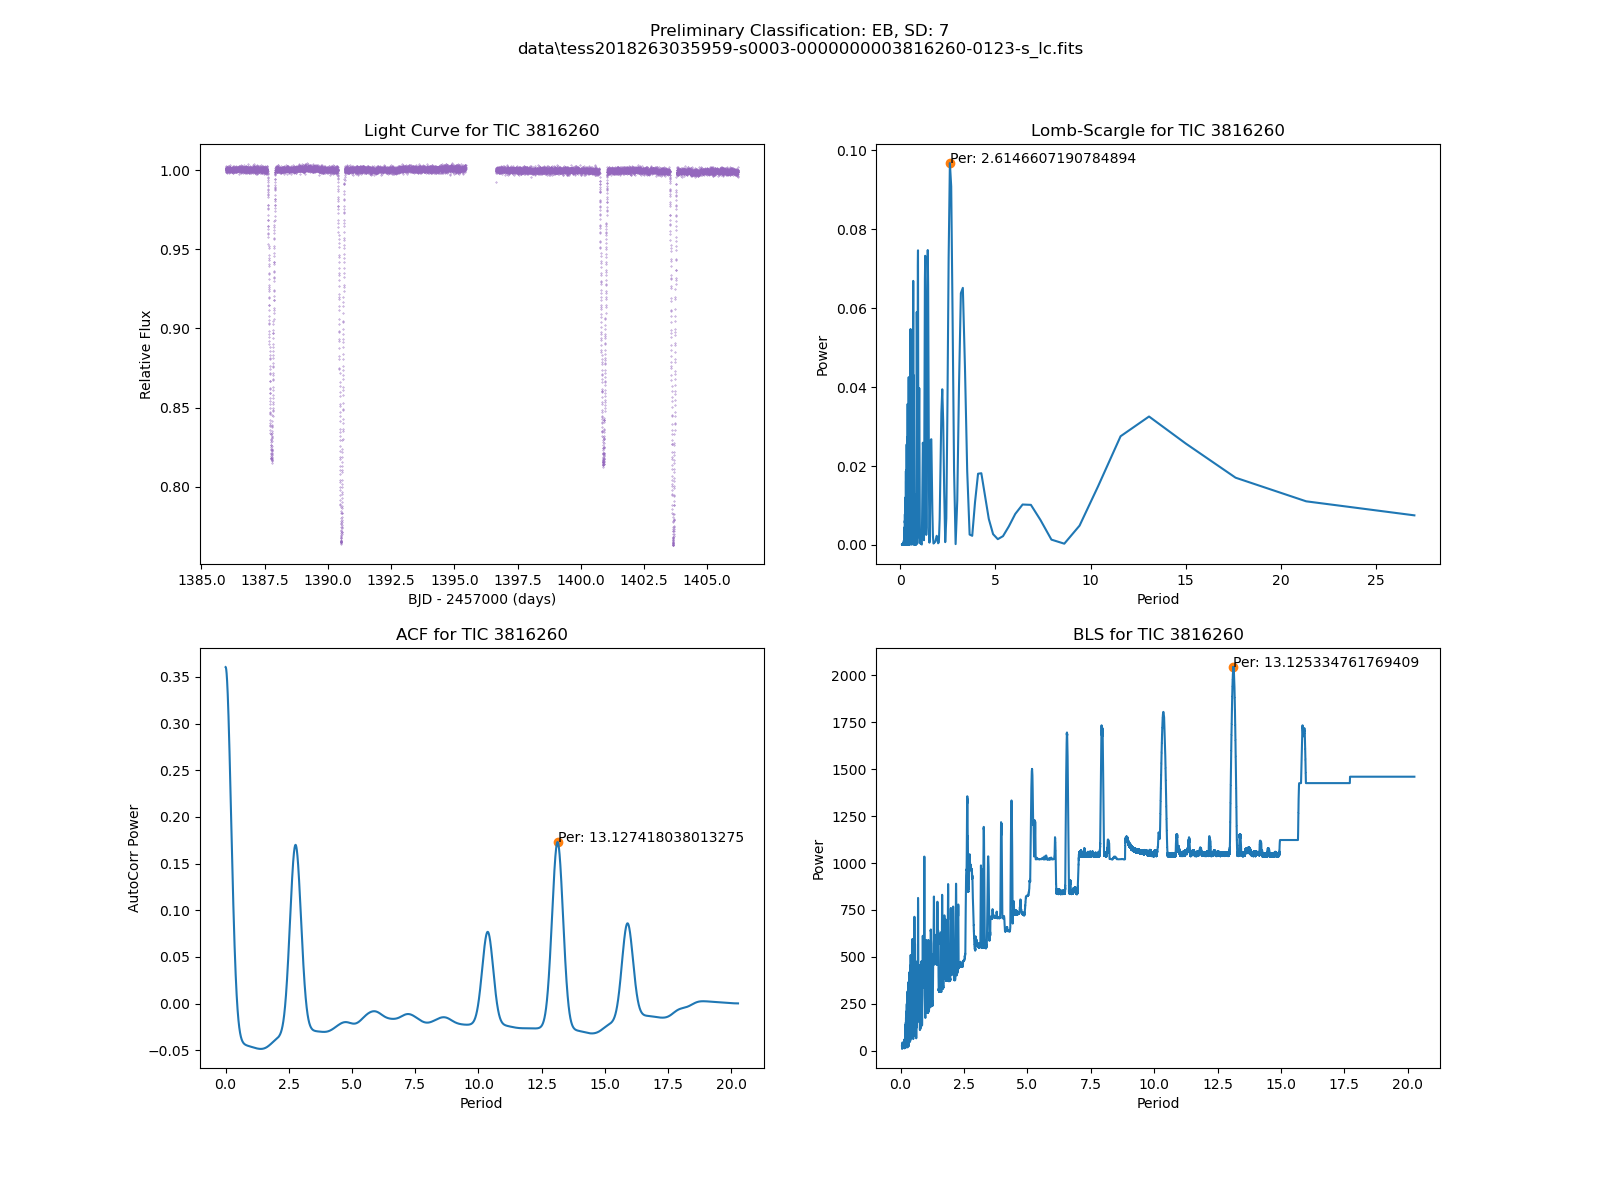 Preliminary Classification: EB, SD: 7
data\tess2018263035959-s0003-0000000003816260-0123-s_lc.fits
Light Curve for TIC 3816260
Relative Flux
1.00
0.95
0.90
0.85
0.80
1385.0 1387.5 1390.0 1392.5 1395.0 1397.5 1400.0 1402.5 1405.0
BJD - 2457000 (days)
Lomb-Scargle for TIC 3816260
Per: 2.6146607190784894
Power
0.10
0.08
0.06
0.04
0.02
0.00
0 5 10 15 20 25
Period
ACF for TIC 3816260
Per: 13.127418038013275
AutoCorr Power
0.35
0.30
0.25
0.20
0.15
0.10
0.05
0.00
−0.05
0.0 2.5 5.0 7.5 10.0 12.5 15.0 17.5 20.0
Period
BLS for TIC 3816260
Per: 13.125334761769409
Power
2000
1750
1500
1250
1000
750
500
250
0
0.0 2.5 5.0 7.5 10.0 12.5 15.0 17.5 20.0
Period